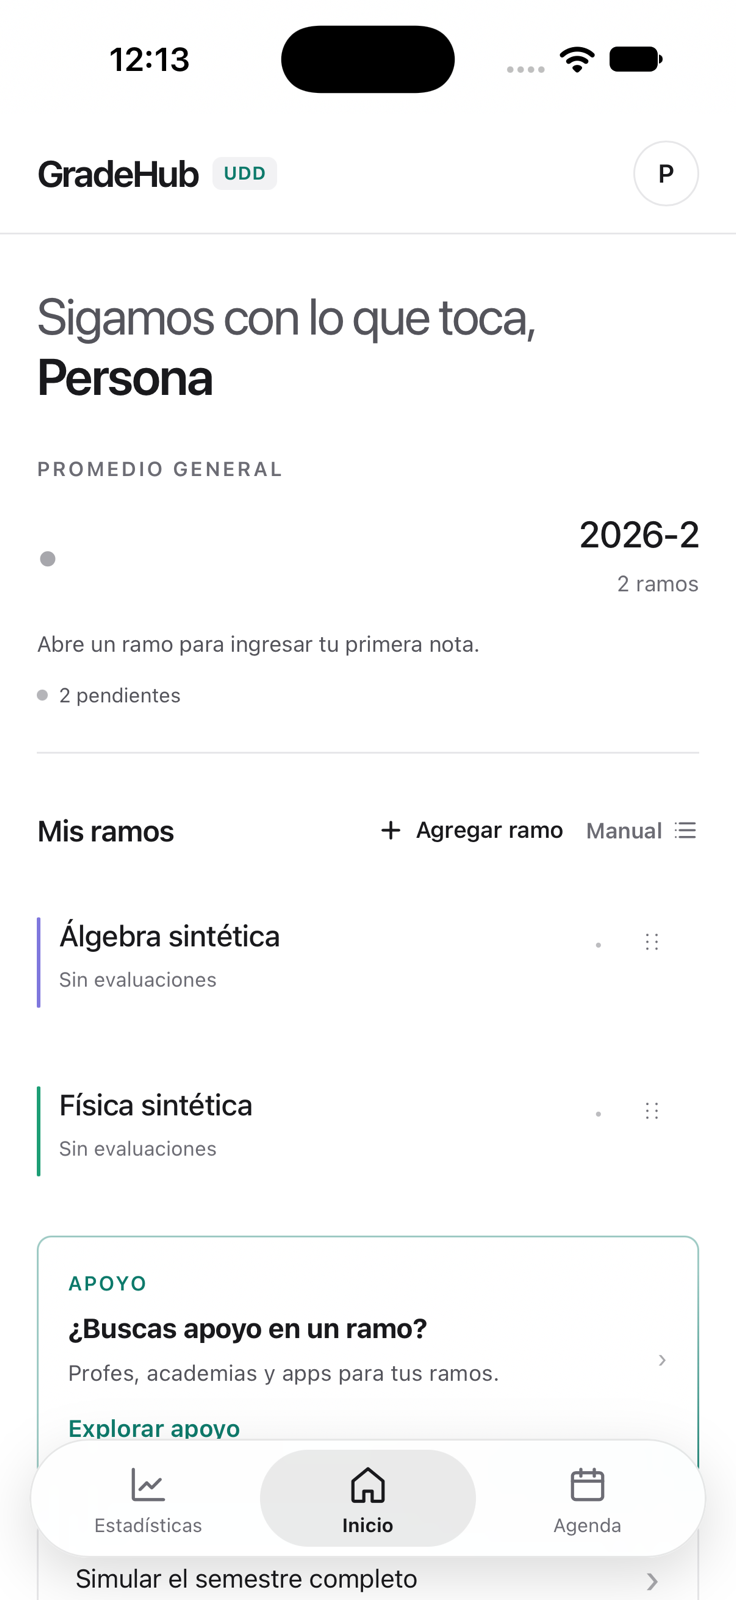 12:13
GradeHub UDD
P
Sigamos con lo que toca,
Persona
PROMEDIO GENERAL
2026-2
2 ramos
Abre un ramo para ingresar tu primera nota.
2 pendientes
Mis ramos
Agregar ramo
Manual
Álgebra sintética
Sin evaluaciones
Física sintética
Sin evaluaciones
APOYO
¿Buscas apoyo en un ramo?
Profes, academias y apps para tus ramos.
Explorar apoyo
Estadísticas
Inicio
Agenda
Simular el semestre completo